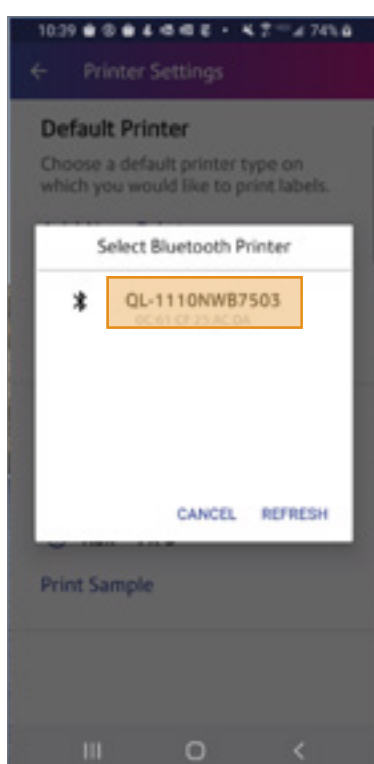 10:39
74%
Printer Settings
Default Printer
Choose a default printer type on
which you would like to print labels.
Select Bluetooth Printer
QL-1110NWB7503
CANCEL REFRESH
Print Sample